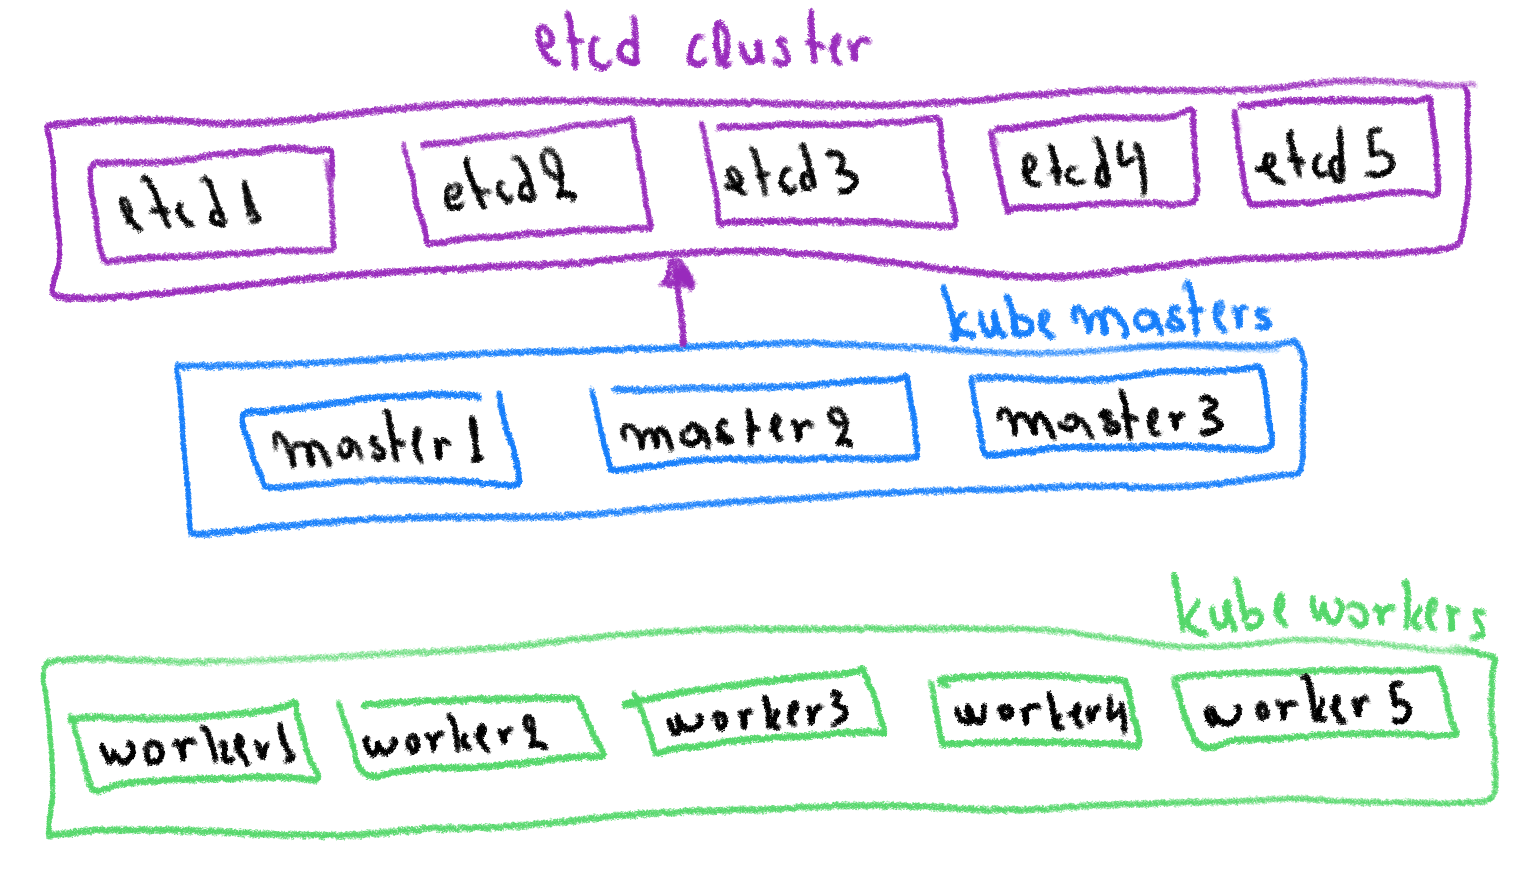 etcd cluster
etcd1 etcd2 etcd3 etcd4 etcd5
kube masters
master1 master2 master3
kube workers
worker1 worker2 worker3 worker4 worker5